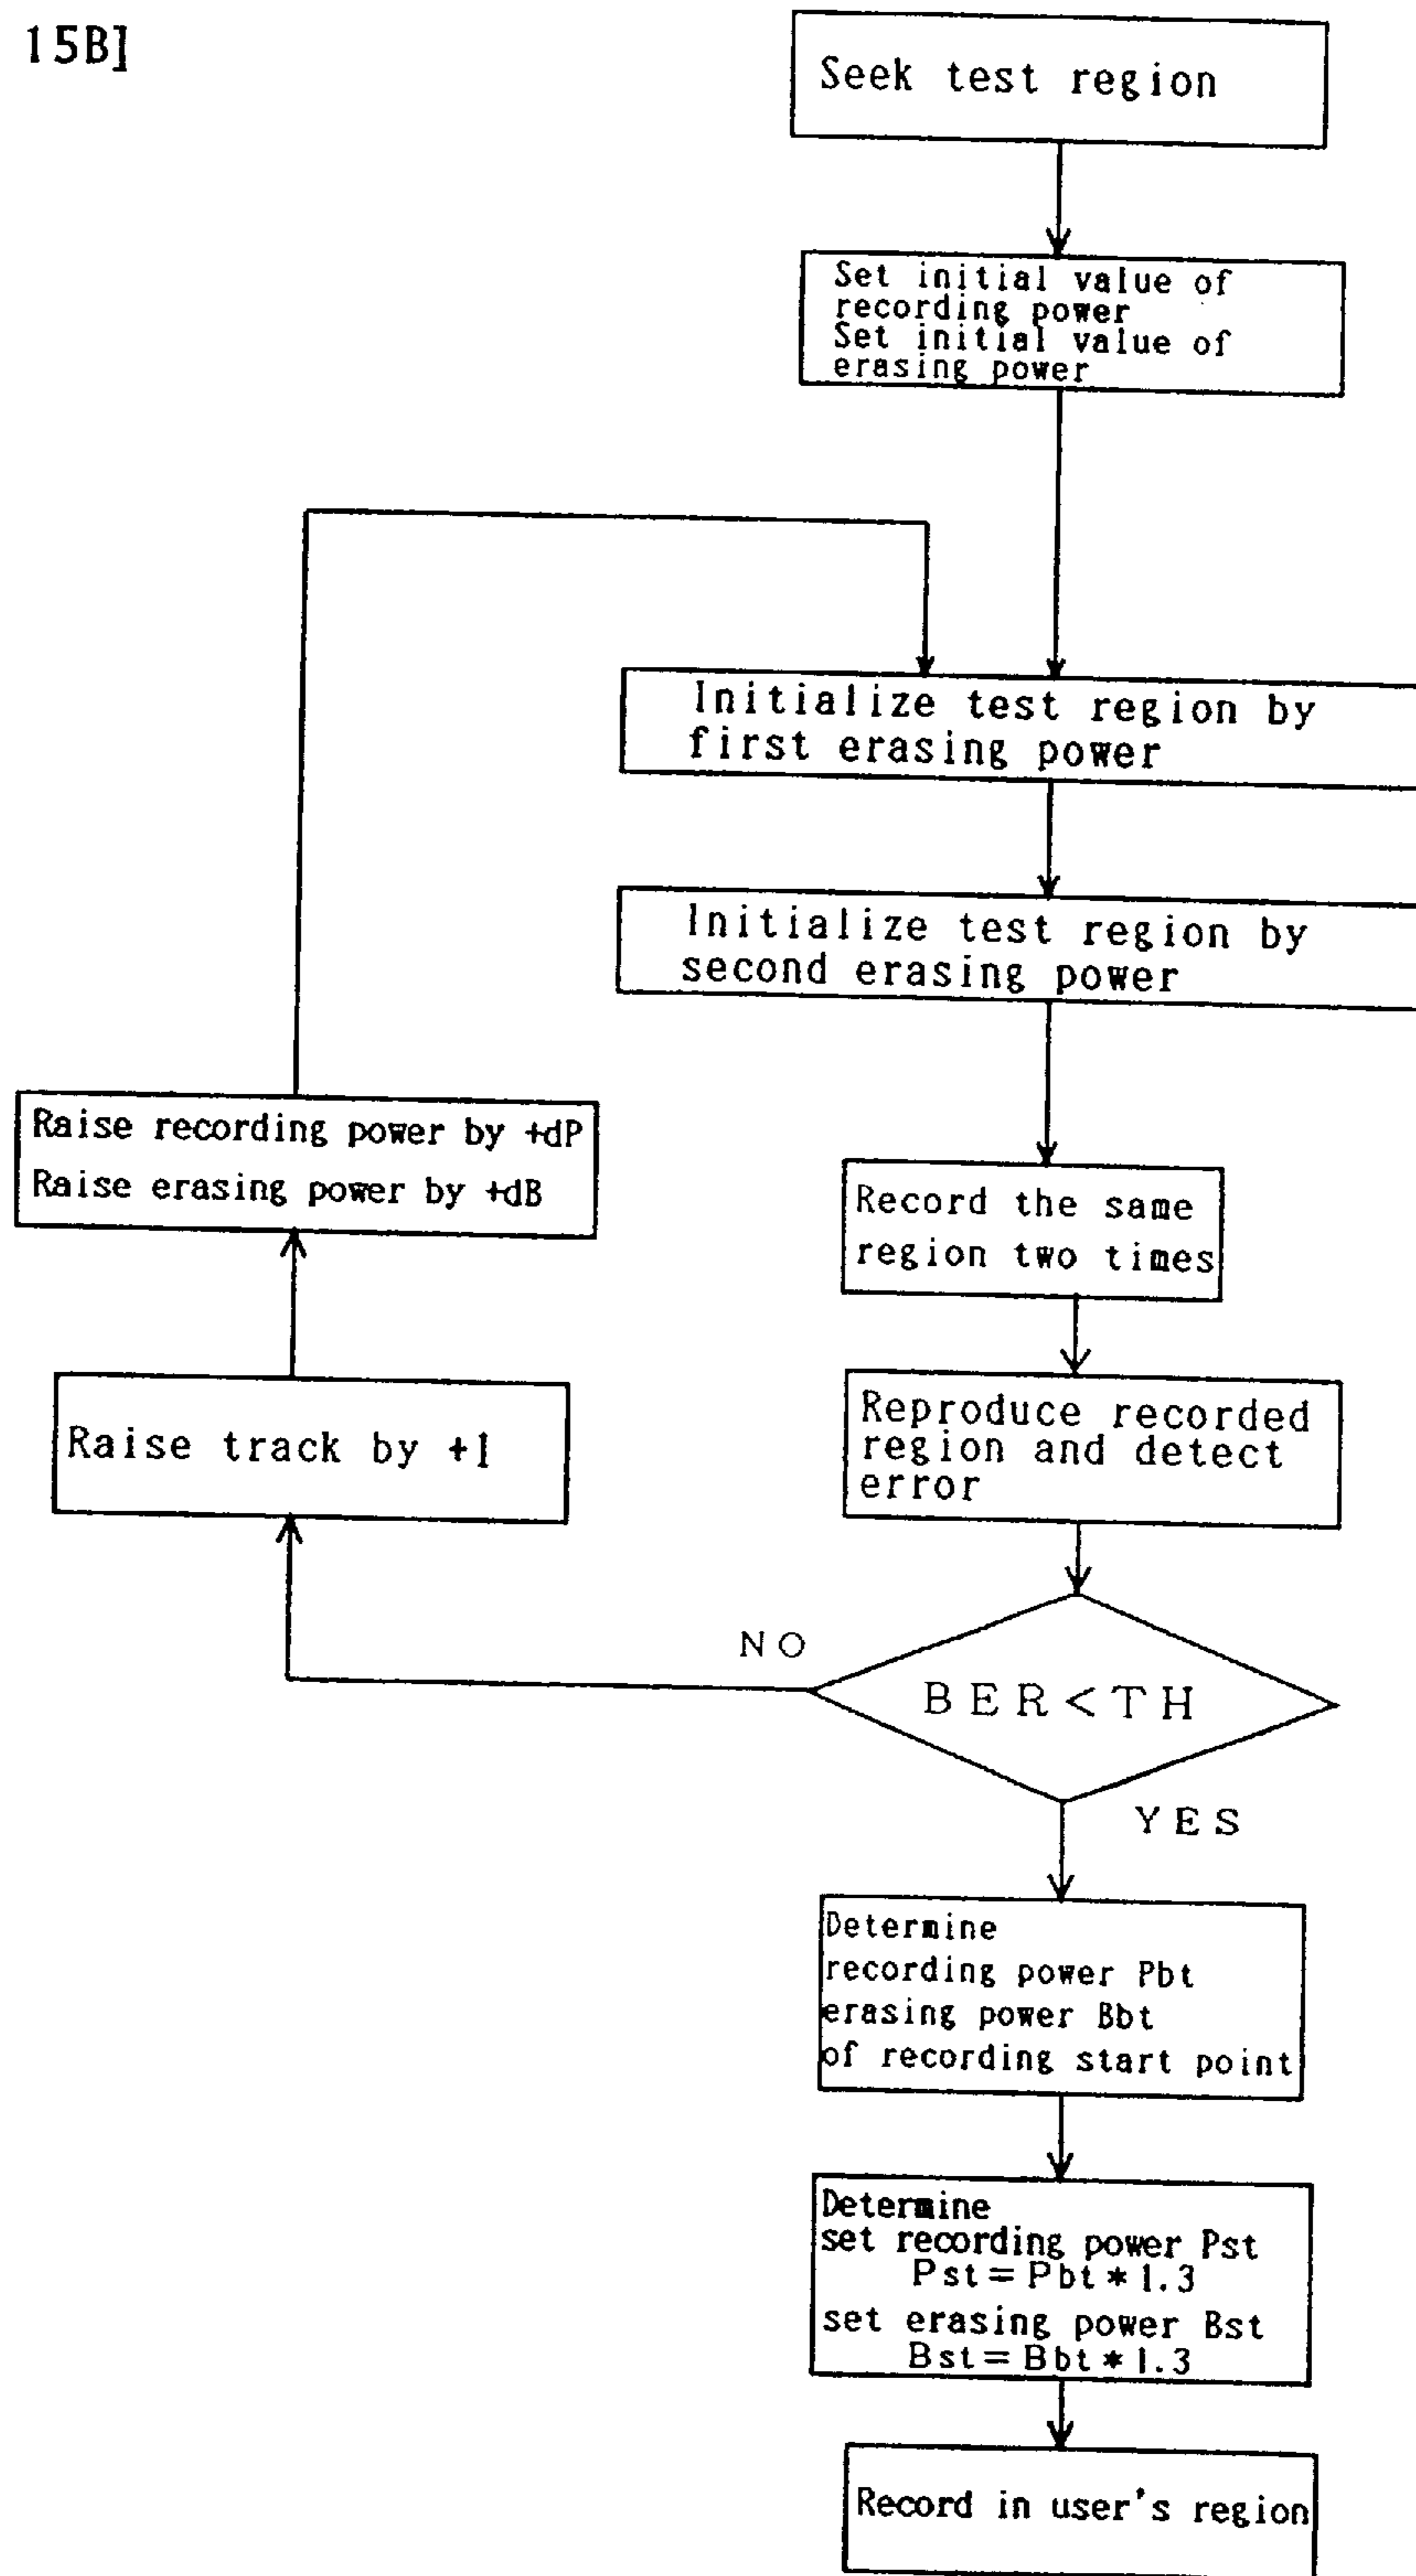 15B]
Seek test region
Set initial value of
recording power
Set initial value of
erasing power
Initialize test region by
first erasing power
Initialize test region by
second erasing power
Raise recording power by +dP
Raise erasing power by +dB
Record the same
region two times
Raise track by +1
Reproduce recorded
region and detect
error
NO
BER<TH
YES
Determine
recording power Pbt
erasing power Bbt
of recording start point
Determine
set recording power Pst
Pst=Pbt*1.3
set erasing power Bst
Bst=Bbt*1.3
Record in user's region